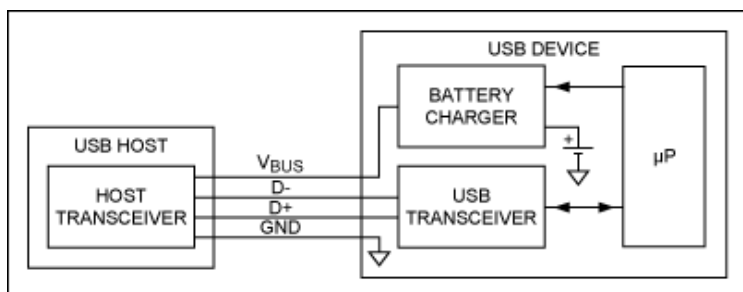 USB DEVICE
BATTERY
CHARGER
+
µP
USB HOST
HOST
TRANSCEIVER
VBUS
D-
D+
GND
USB
TRANSCEIVER